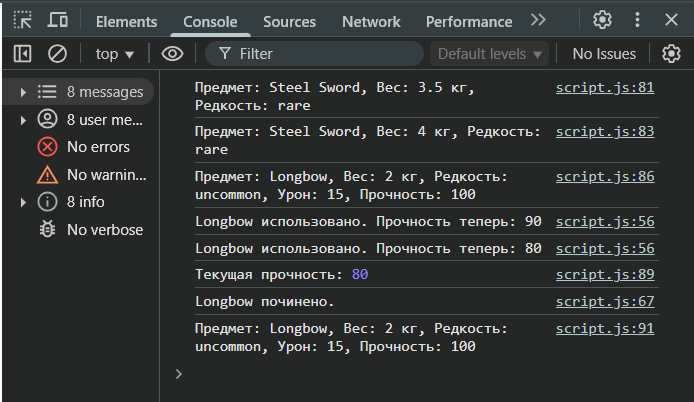 Elements Console Sources Network Performance
top Filter Default levels No Issues
8 messages
8 user me...
No errors
No warnin...
8 info
No verbose
Предмет: Steel Sword, Вес: 3.5 кг, script.js:81
Редкость: rare
Предмет: Steel Sword, Вес: 4 кг, Редкость: script.js:83
rare
Предмет: Longbow, Вес: 2 кг, Редкость: script.js:86
uncommon, Урон: 15, Прочность: 100
Longbow использовано. Прочность теперь: 90 script.js:56
Longbow использовано. Прочность теперь: 80 script.js:56
Текущая прочность: 80 script.js:89
Longbow починено. script.js:67
Предмет: Longbow, Вес: 2 кг, Редкость: script.js:91
uncommon, Урон: 15, Прочность: 100